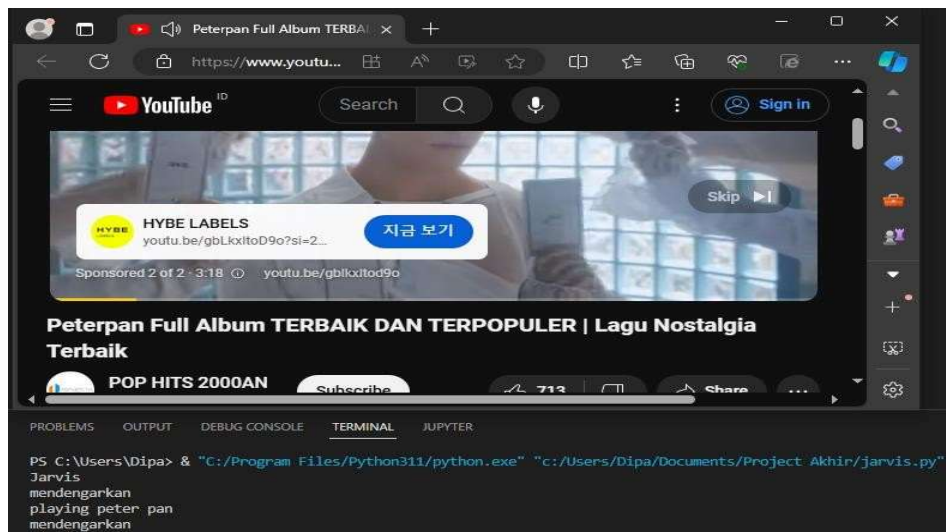 Peterpan Full Album TERBAI
https://www.youtu...
YouTube ID
Search
Sign in
Skip
HYBE
HYBE LABELS
youtu.be/gbLkxItoD9o?si=2...
지금 보기
Sponsored 2 of 2 · 3:18 youtu.be/gblkxltod9o
Peterpan Full Album TERBAIK DAN TERPOPULER | Lagu Nostalgia
Terbaik
POP HITS 2000AN
Subscribe
713
Share
PROBLEMS OUTPUT DEBUG CONSOLE TERMINAL JUPYTER
PS C:\Users\Dipa> & "C:/Program Files/Python311/python.exe" "c:/Users/Dipa/Documents/Project Akhir/jarvis.py"
Jarvis
mendengarkan
playing peter pan
mendengarkan